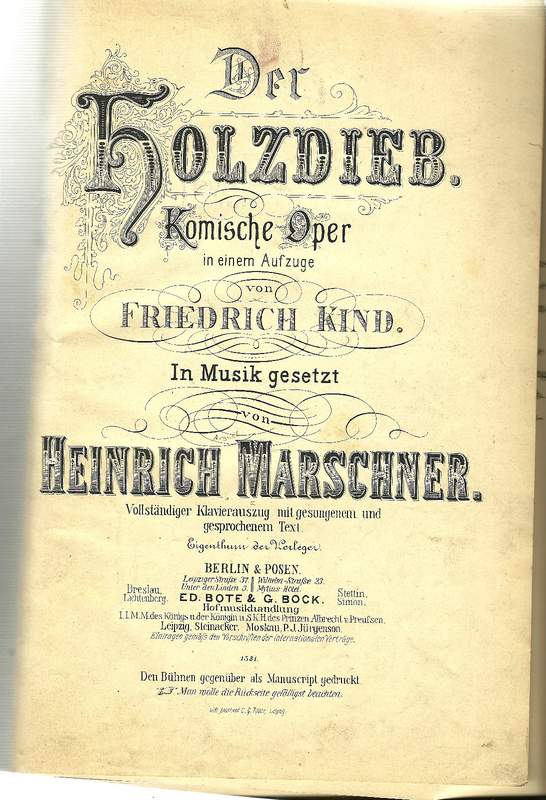 Der
HOLZDIEB.
Komische Oper
in einem Aufzuge
von
FRIEDRICH KIND.
In Musik gesetzt
von
HEINRICH MARSCHNER.
Vollständiger Klavierauszug mit gesungenem und
gesprochenem Text.
Eigenthum der Verleger.
BERLIN & POSEN.
Leipziger-Straße 37. Wilhelm-Straße 23.
Unter den Linden 3. Mylius-Hôtel.
Breslau, Lichtenberg. ED. BOTE & G. BOCK. Stettin, Simon.
Hofmusikhandlung
I.I.M.M. des Königs u. der Königin u. S.K.H. des Prinzen Albrecht v. Preußen.
Leipzig, Steinacker. Moskau, P.J. Jürgenson.
Eintragen gemäss den Vorschriften der internationalen Verträge.
Den Bühnen gegenüber als Manuscript gedruckt.
Man wolle die Rückseite gefälligst beachten.